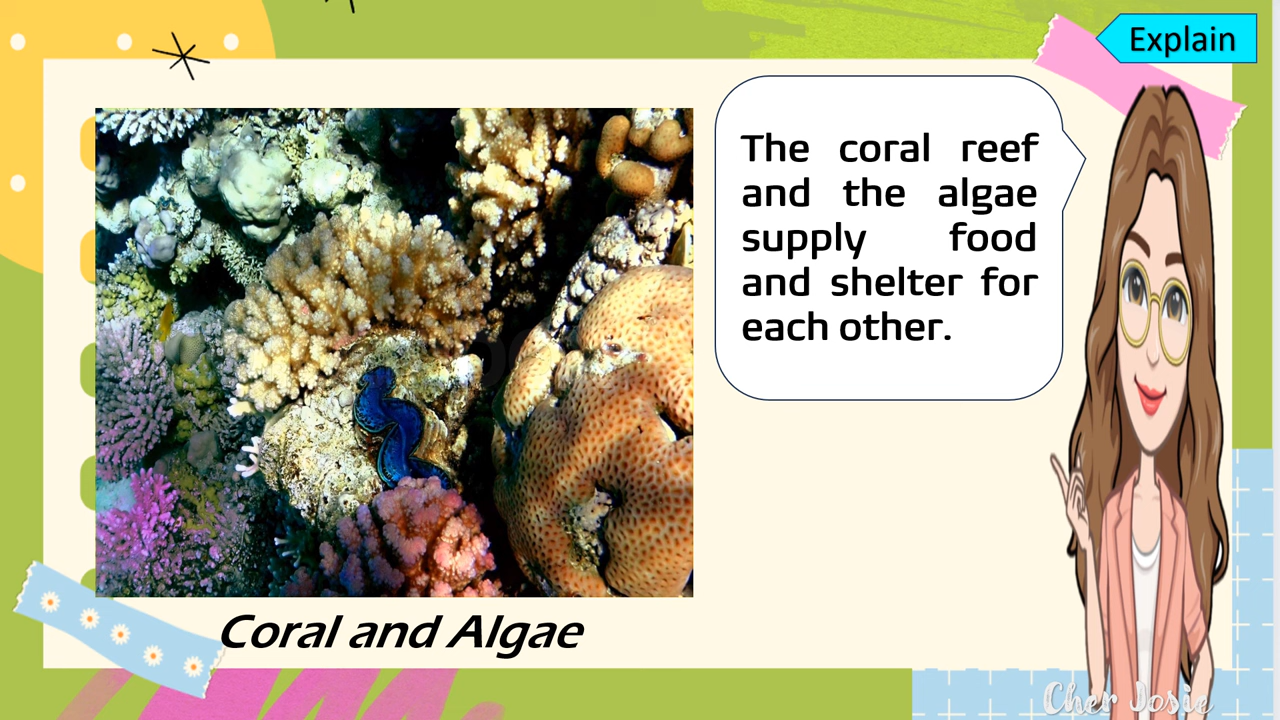 Explain
The coral reef
and the algae
supply food
and shelter for
each other.
Coral and Algae
Cher Josie